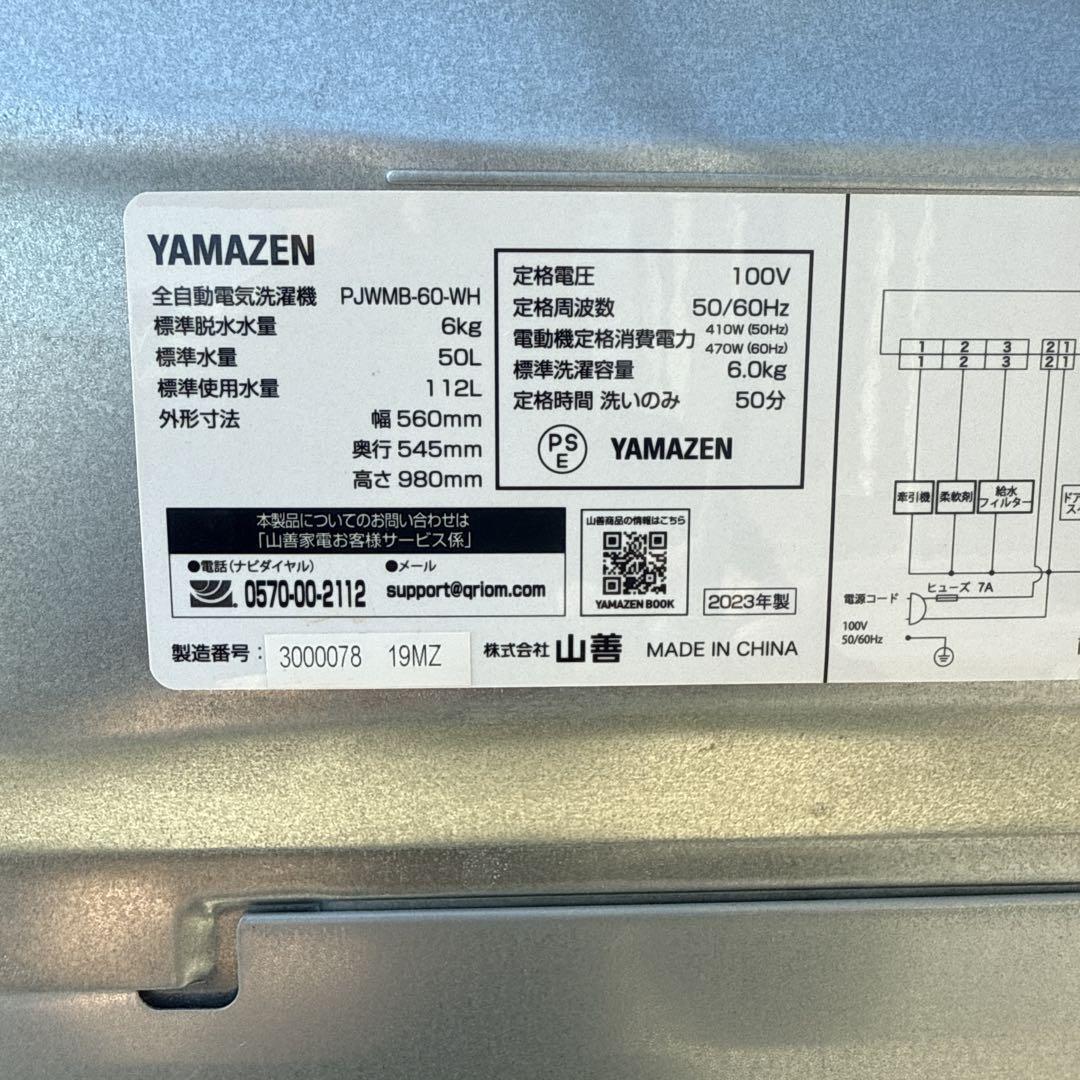 YAMAZEN
全自動電気洗濯機 PJWMB-60-WH
標準脱水水量 6kg
標準水量 50L
標準使用水量 112L
外形寸法 幅 560mm
奥行 545mm
高さ 980mm
定格電圧 100V
定格周波数 50/60Hz
電動機定格消費電力 410W (50Hz)
470W (60Hz)
標準洗濯容量 6.0kg
定格時間 洗いのみ 50分
PS
E
YAMAZEN
本製品についてのお問い合わせは
「山善家電お客様サービス係」
●電話(ナビダイヤル) ●メール
0570-00-2112 support@qriom.com
山善商品の情報はこちら
YAMAZEN BOOK
2023年製
製造番号: 3000078 19MZ
株式会社 山善 MADE IN CHINA
1 2 3 2 1
1 2 3 2 1
牽引機 柔軟剤 給水
フィルター
ヒューズ 7A
電源コード
100V
50/60Hz